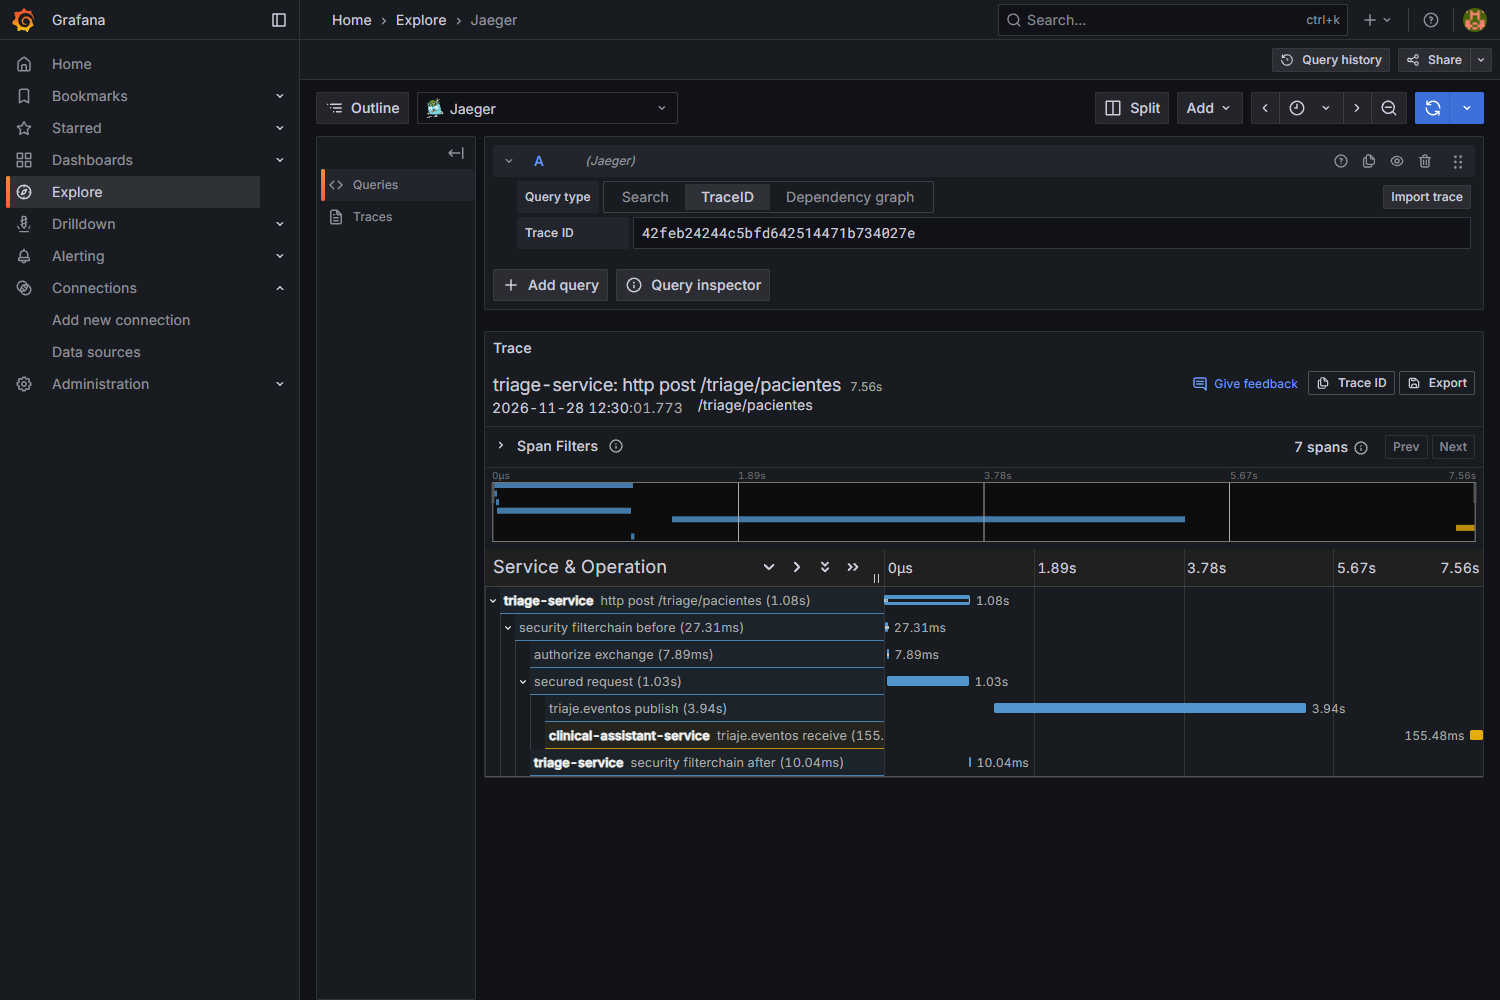 Grafana
Home › Explore › Jaeger
Search...
ctrl+k
Query history
Share
Home
Bookmarks
Starred
Dashboards
Explore
Drilldown
Alerting
Connections
Add new connection
Data sources
Administration
Outline
Jaeger
Split
Add
Queries
Traces
A
(Jaeger)
Query type
Search
TraceID
Dependency graph
Import trace
Trace ID
42feb24244c5bfd642514471b734027e
Add query
Query inspector
Trace
triage-service: http post /triage/pacientes 7.56s
2026-11-28 12:30:01.773 /triage/pacientes
Give feedback
Trace ID
Export
Span Filters
7 spans
Prev
Next
0μs 1.89s 3.78s 5.67s 7.56s
Service & Operation
0μs 1.89s 3.78s 5.67s 7.56s
triage-service http post /triage/pacientes (1.08s) 1.08s
security filterchain before (27.31ms) 27.31ms
authorize exchange (7.89ms) 7.89ms
secured request (1.03s) 1.03s
triaje.eventos publish (3.94s) 3.94s
clinical-assistant-service triaje.eventos receive (155. 155.48ms
triage-service security filterchain after (10.04ms) 10.04ms